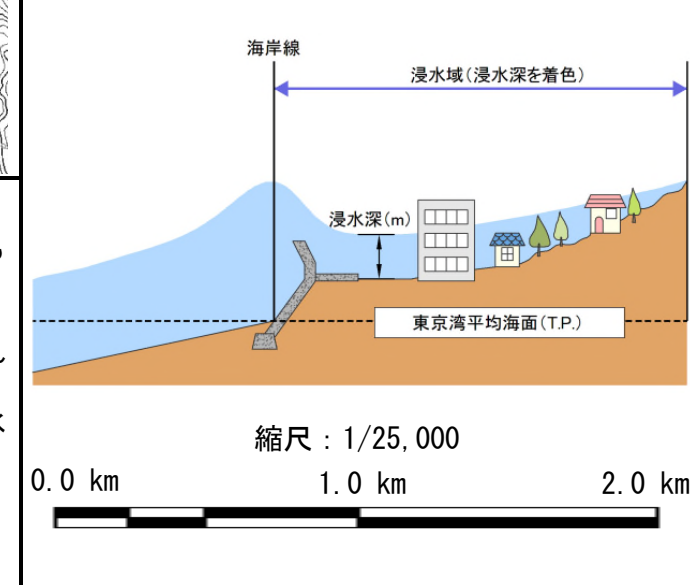 海岸線
浸水域(浸水深を着色)
浸水深(m)
東京湾平均海面(T.P.)
縮尺:1/25,000
0.0 km 1.0 km 2.0 km